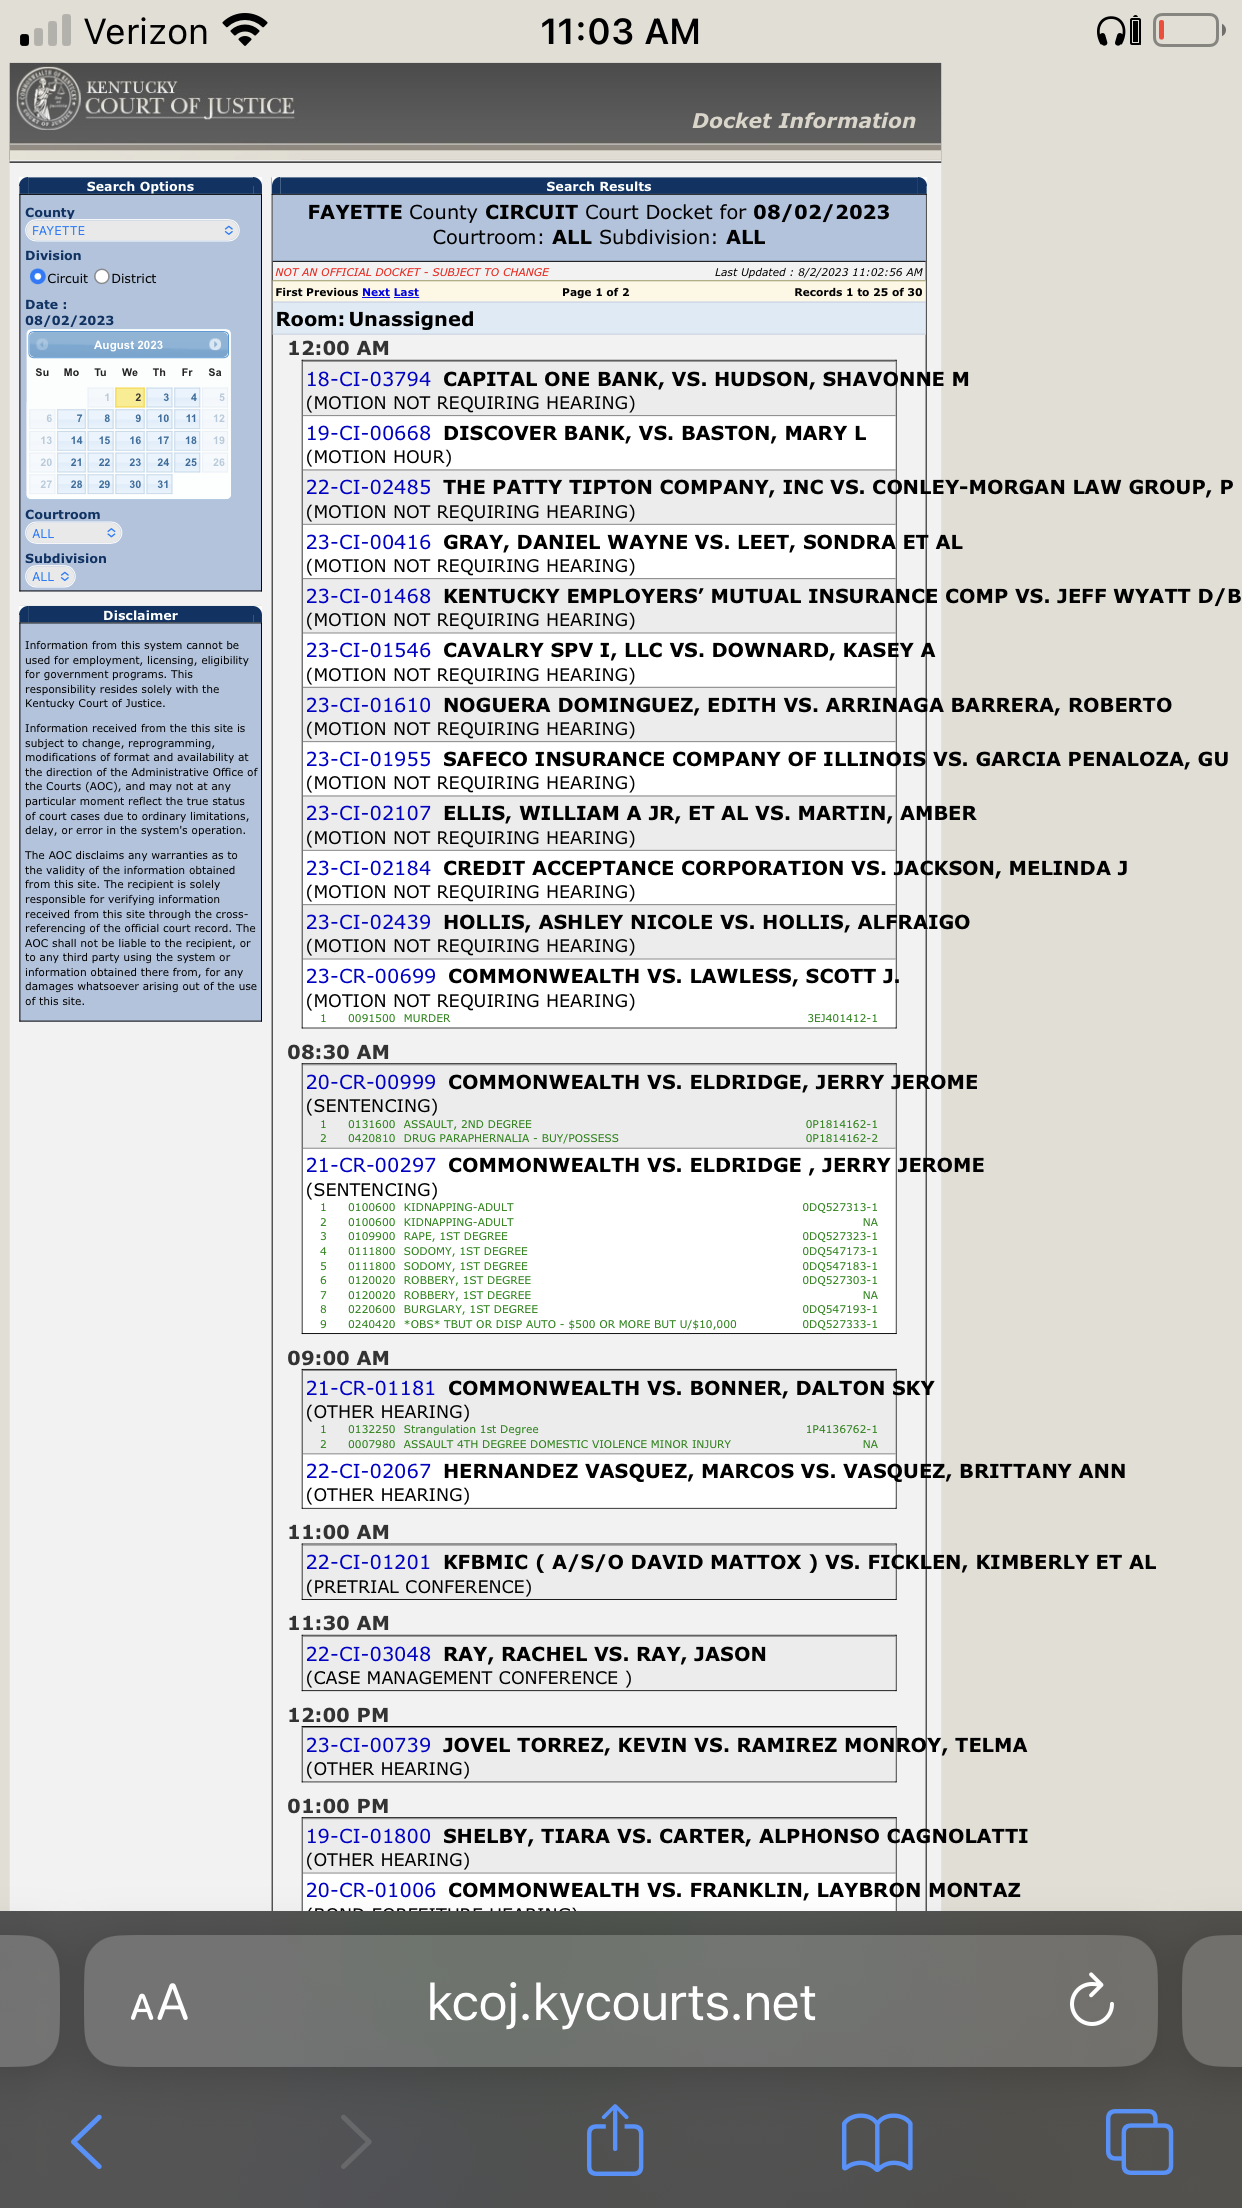 Verizon 11:03 AM
KENTUCKY
COURT OF JUSTICE
Docket Information
Search Options
County
FAYETTE
Division
Circuit District
Date :
08/02/2023
August 2023
Su Mo Tu We Th Fr Sa
1 2 3 4 5
6 7 8 9 10 11 12
13 14 15 16 17 18 19
20 21 22 23 24 25 26
27 28 29 30 31
Courtroom
ALL
Subdivision
ALL
Disclaimer
Information from this system cannot be
used for employment, licensing, eligibility
for government programs. This
responsibility resides solely with the
Kentucky Court of Justice.
Information received from the this site is
subject to change, reprogramming,
modifications of format and availability at
the direction of the Administrative Office of
the Courts (AOC), and may not at any
particular moment reflect the true status
of court cases due to ordinary limitations,
delay, or error in the system's operation.
The AOC disclaims any warranties as to
the validity of the information obtained
from this site. The recipient is solely
responsible for verifying information
received from this site through the cross-
referencing of the official court record. The
AOC shall not be liable to the recipient, or
to any third party using the system or
information obtained there from, for any
damages whatsoever arising out of the use
of this site.
Search Results
FAYETTE County CIRCUIT Court Docket for 08/02/2023
Courtroom: ALL Subdivision: ALL
NOT AN OFFICIAL DOCKET - SUBJECT TO CHANGE Last Updated : 8/2/2023 11:02:56 AM
First Previous Next Last Page 1 of 2 Records 1 to 25 of 30
Room: Unassigned
12:00 AM
18-CI-03794 CAPITAL ONE BANK, VS. HUDSON, SHAVONNE M
(MOTION NOT REQUIRING HEARING)
19-CI-00668 DISCOVER BANK, VS. BASTON, MARY L
(MOTION HOUR)
22-CI-02485 THE PATTY TIPTON COMPANY, INC VS. CONLEY-MORGAN LAW GROUP, P
(MOTION NOT REQUIRING HEARING)
23-CI-00416 GRAY, DANIEL WAYNE VS. LEET, SONDRA ET AL
(MOTION NOT REQUIRING HEARING)
23-CI-01468 KENTUCKY EMPLOYERS’ MUTUAL INSURANCE COMP VS. JEFF WYATT D/B
(MOTION NOT REQUIRING HEARING)
23-CI-01546 CAVALRY SPV I, LLC VS. DOWNARD, KASEY A
(MOTION NOT REQUIRING HEARING)
23-CI-01610 NOGUERA DOMINGUEZ, EDITH VS. ARRINAGA BARRERA, ROBERTO
(MOTION NOT REQUIRING HEARING)
23-CI-01955 SAFECO INSURANCE COMPANY OF ILLINOIS VS. GARCIA PENALOZA, GU
(MOTION NOT REQUIRING HEARING)
23-CI-02107 ELLIS, WILLIAM A JR, ET AL VS. MARTIN, AMBER
(MOTION NOT REQUIRING HEARING)
23-CI-02184 CREDIT ACCEPTANCE CORPORATION VS. JACKSON, MELINDA J
(MOTION NOT REQUIRING HEARING)
23-CI-02439 HOLLIS, ASHLEY NICOLE VS. HOLLIS, ALFRAIGO
(MOTION NOT REQUIRING HEARING)
23-CR-00699 COMMONWEALTH VS. LAWLESS, SCOTT J.
(MOTION NOT REQUIRING HEARING)
1 0091500 MURDER 3EJ401412-1
08:30 AM
20-CR-00999 COMMONWEALTH VS. ELDRIDGE, JERRY JEROME
(SENTENCING)
1 0131600 ASSAULT, 2ND DEGREE 0P1814162-1
2 0420810 DRUG PARAPHERNALIA - BUY/POSSESS 0P1814162-2
21-CR-00297 COMMONWEALTH VS. ELDRIDGE , JERRY JEROME
(SENTENCING)
1 0100600 KIDNAPPING-ADULT 0DQ527313-1
2 0100600 KIDNAPPING-ADULT NA
3 0109900 RAPE, 1ST DEGREE 0DQ527323-1
4 0111800 SODOMY, 1ST DEGREE 0DQ547173-1
5 0111800 SODOMY, 1ST DEGREE 0DQ547183-1
6 0120020 ROBBERY, 1ST DEGREE 0DQ527303-1
7 0120020 ROBBERY, 1ST DEGREE NA
8 0220600 BURGLARY, 1ST DEGREE 0DQ547193-1
9 0240420 *OBS* TBUT OR DISP AUTO - $500 OR MORE BUT U/$10,000 0DQ527333-1
09:00 AM
21-CR-01181 COMMONWEALTH VS. BONNER, DALTON SKY
(OTHER HEARING)
1 0132250 Strangulation 1st Degree 1P4136762-1
2 0007980 ASSAULT 4TH DEGREE DOMESTIC VIOLENCE MINOR INJURY NA
22-CI-02067 HERNANDEZ VASQUEZ, MARCOS VS. VASQUEZ, BRITTANY ANN
(OTHER HEARING)
11:00 AM
22-CI-01201 KFBMIC ( A/S/O DAVID MATTOX ) VS. FICKLEN, KIMBERLY ET AL
(PRETRIAL CONFERENCE)
11:30 AM
22-CI-03048 RAY, RACHEL VS. RAY, JASON
(CASE MANAGEMENT CONFERENCE )
12:00 PM
23-CI-00739 JOVEL TORREZ, KEVIN VS. RAMIREZ MONROY, TELMA
(OTHER HEARING)
01:00 PM
19-CI-01800 SHELBY, TIARA VS. CARTER, ALPHONSO CAGNOLATTI
(OTHER HEARING)
20-CR-01006 COMMONWEALTH VS. FRANKLIN, LAYBRON MONTAZ
(BOND FORFEITURE HEARING)
AA kcoj.kycourts.net